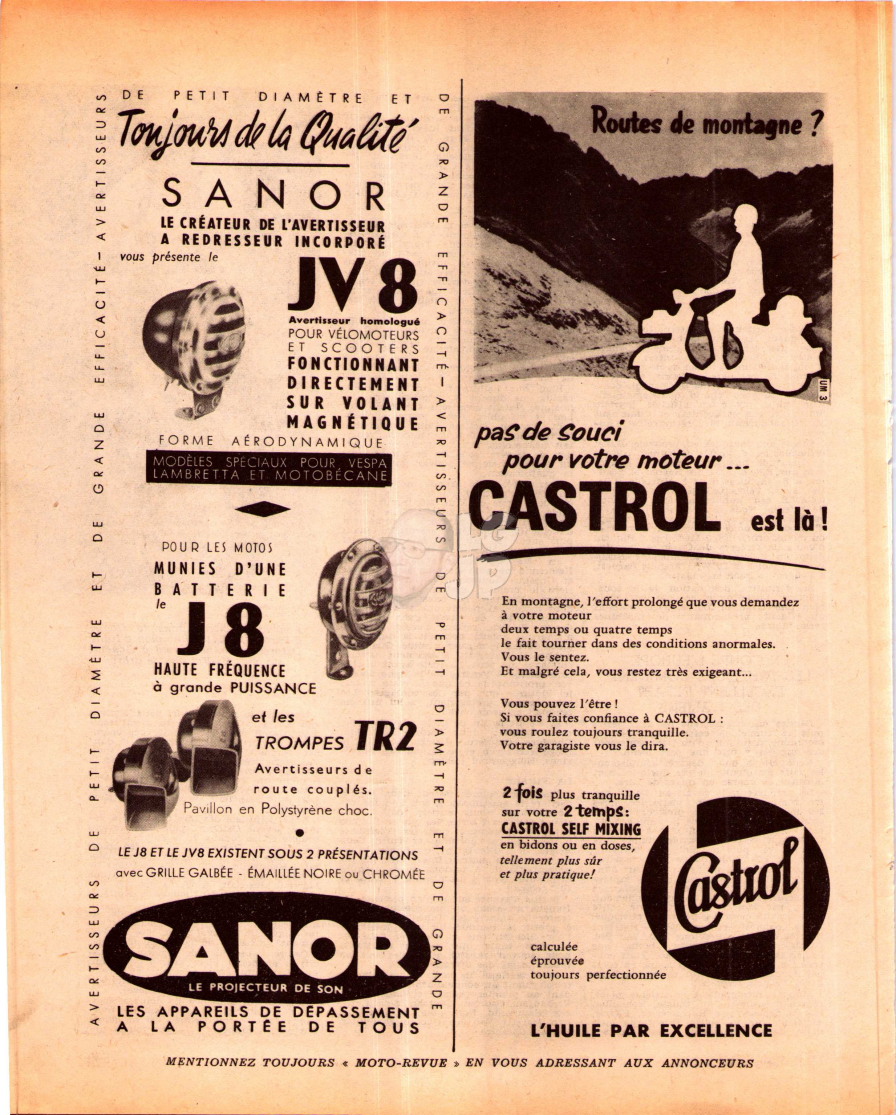 AVERTISSEURS DE PETIT DIAMÈTRE ET DE GRANDE EFFICACITÉ – AVERTISSEURS
DE PETIT DIAMÈTRE ET
DE GRANDE EFFICACITÉ – AVERTISSEURS DE PETIT DIAMÈTRE ET DE GRANDE
Toujours de la Qualité
SANOR
LE CRÉATEUR DE L'AVERTISSEUR
A REDRESSEUR INCORPORÉ
vous présente le
JV8
Avertisseur homologué
POUR VÉLOMOTEURS
ET SCOOTERS
FONCTIONNANT
DIRECTEMENT
SUR VOLANT
MAGNÉTIQUE
FORME AÉRODYNAMIQUE
MODÈLES SPÉCIAUX POUR VESPA
LAMBRETTA ET MOTOBÉCANE
POUR LES MOTOS
MUNIES D'UNE
BATTERIE
le
J8
HAUTE FRÉQUENCE
à grande PUISSANCE
et les
TROMPES TR2
Avertisseurs de
route couplés.
Pavillon en Polystyrène choc.
LE J8 ET LE JV8 EXISTENT SOUS 2 PRÉSENTATIONS
avec GRILLE GALBÉE - ÉMAILLÉE NOIRE ou CHROMÉE
SANOR
LE PROJECTEUR DE SON
LES APPAREILS DE DÉPASSEMENT
A LA PORTÉE DE TOUS
Routes de montagne ?
UM 3
pas de souci
pour votre moteur...
CASTROL est là !
LG
JP
En montagne, l'effort prolongé que vous demandez
à votre moteur
deux temps ou quatre temps
le fait tourner dans des conditions anormales.
Vous le sentez.
Et malgré cela, vous restez très exigeant...
Vous pouvez l'être !
Si vous faites confiance à CASTROL :
vous roulez toujours tranquille.
Votre garagiste vous le dira.
2 fois plus tranquille
sur votre 2 temps :
CASTROL SELF MIXING
en bidons ou en doses,
tellement plus sûr
et plus pratique !
Castrol
calculée
éprouvée
toujours perfectionnée
L'HUILE PAR EXCELLENCE
MENTIONNEZ TOUJOURS « MOTO-REVUE » EN VOUS ADRESSANT AUX ANNONCEURS